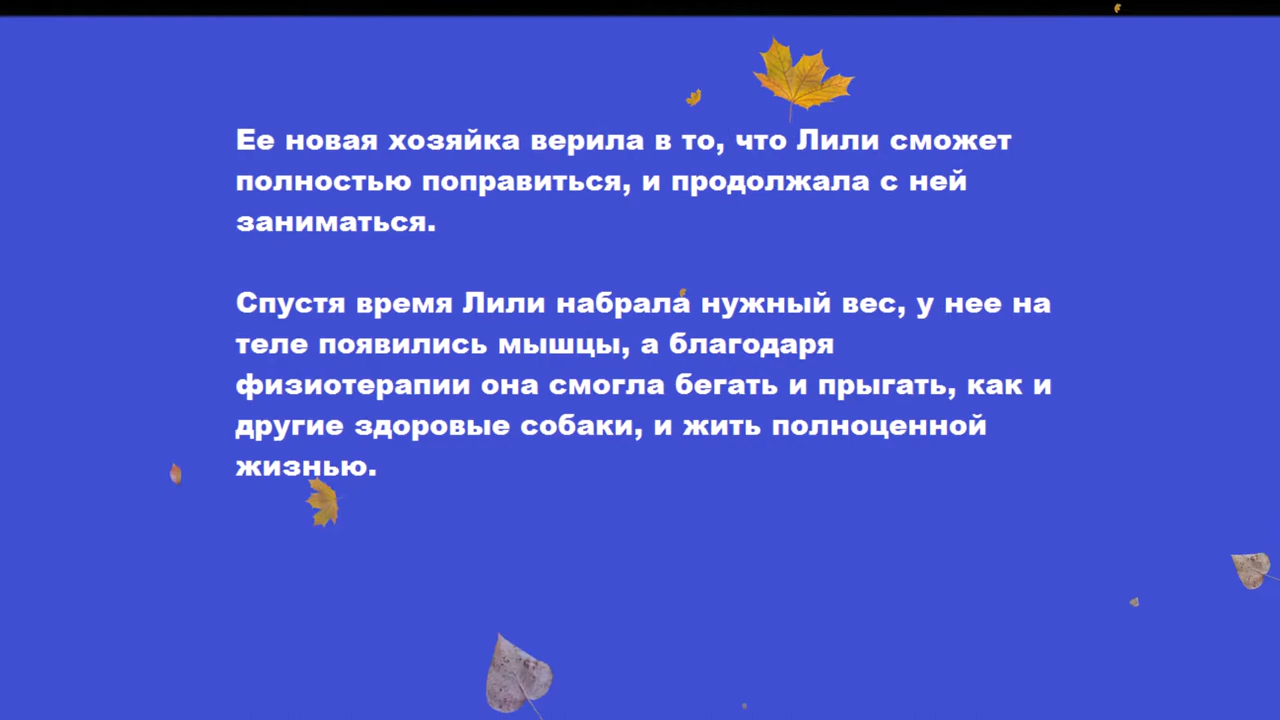 Ее новая хозяйка верила в то, что Лили сможет
полностью поправиться, и продолжала с ней
заниматься.
Спустя время Лили набрала нужный вес, у нее на
теле появились мышцы, а благодаря
физиотерапии она смогла бегать и прыгать, как и
другие здоровые собаки, и жить полноценной
жизнью.